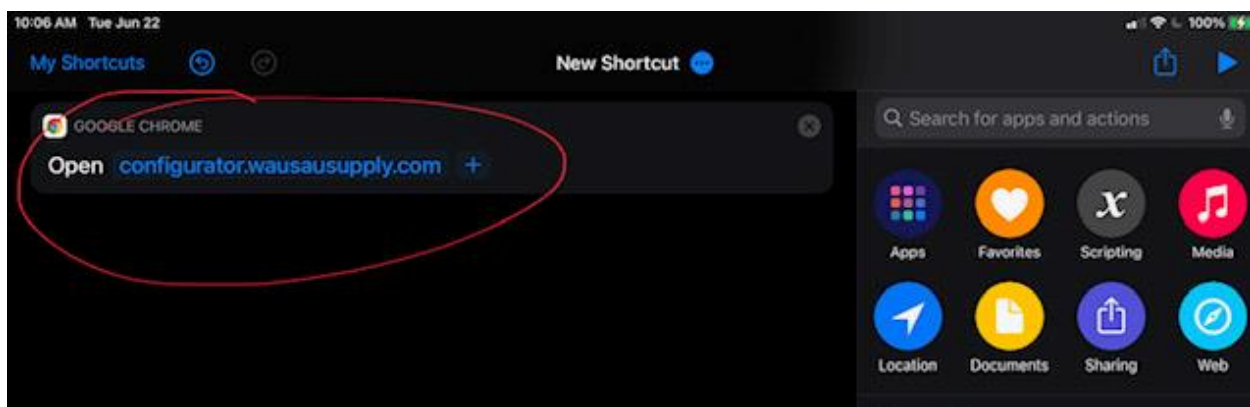 10:06 AM Tue Jun 22
100%
My Shortcuts
New Shortcut
GOOGLE CHROME
Open configurator.wausausupply.com +
Search for apps and actions
Apps Favorites Scripting Media
Location Documents Sharing Web